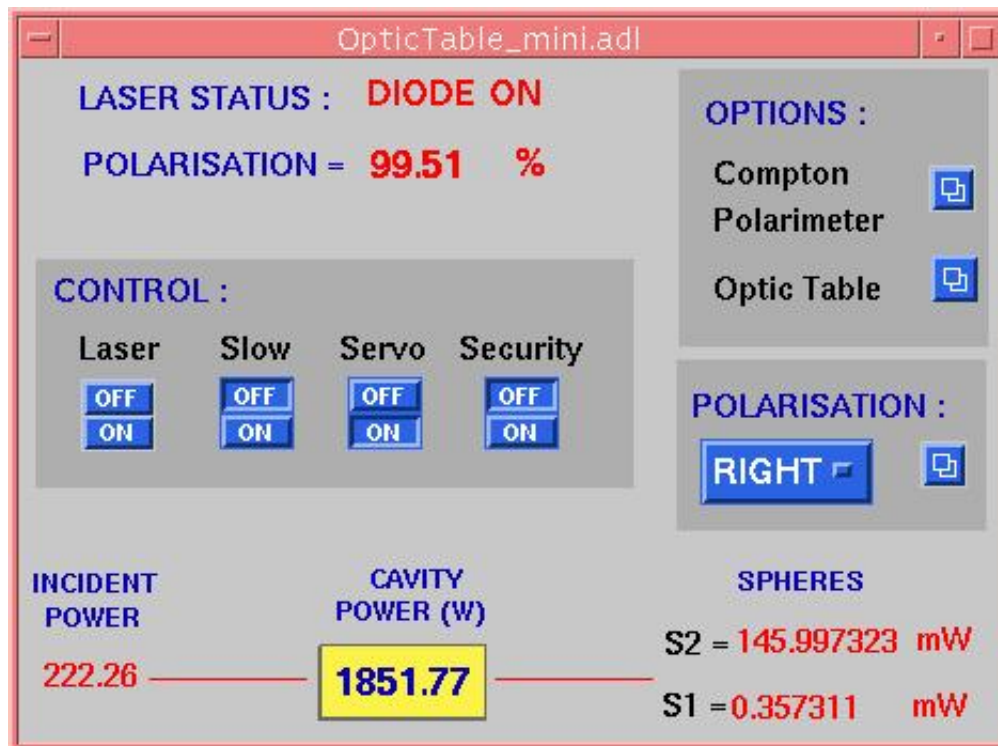 OpticTable_mini.adl
LASER STATUS : DIODE ON
POLARISATION = 99.51 %
OPTIONS :
Compton
Polarimeter
Optic Table
CONTROL :
Laser Slow Servo Security
OFF OFF OFF OFF
ON ON ON ON
POLARISATION :
RIGHT
INCIDENT
POWER
222.26
CAVITY
POWER (W)
1851.77
SPHERES
S2 = 145.997323 mW
S1 = 0.357311 mW